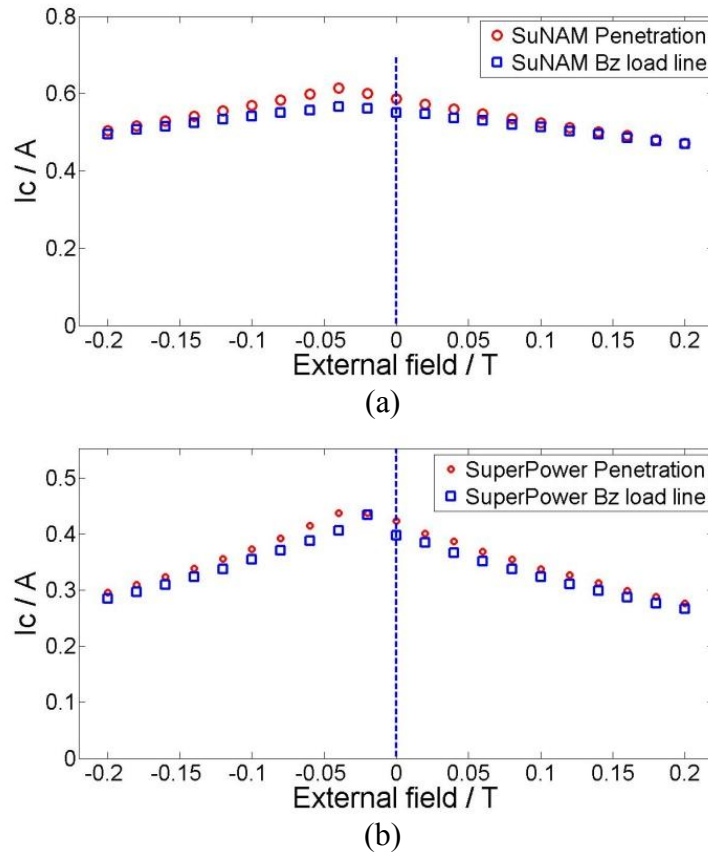 0.8
0.6
0.4
0.2
0
Ic / A
SuNAM Penetration
SuNAM Bz load line
-0.2 -0.15 -0.1 -0.05 0 0.05 0.1 0.15 0.2
External field / T
(a)
0.5
0.4
0.3
0.2
0.1
0
Ic / A
SuperPower Penetration
SuperPower Bz load line
-0.2 -0.15 -0.1 -0.05 0 0.05 0.1 0.15 0.2
External field / T
(b)